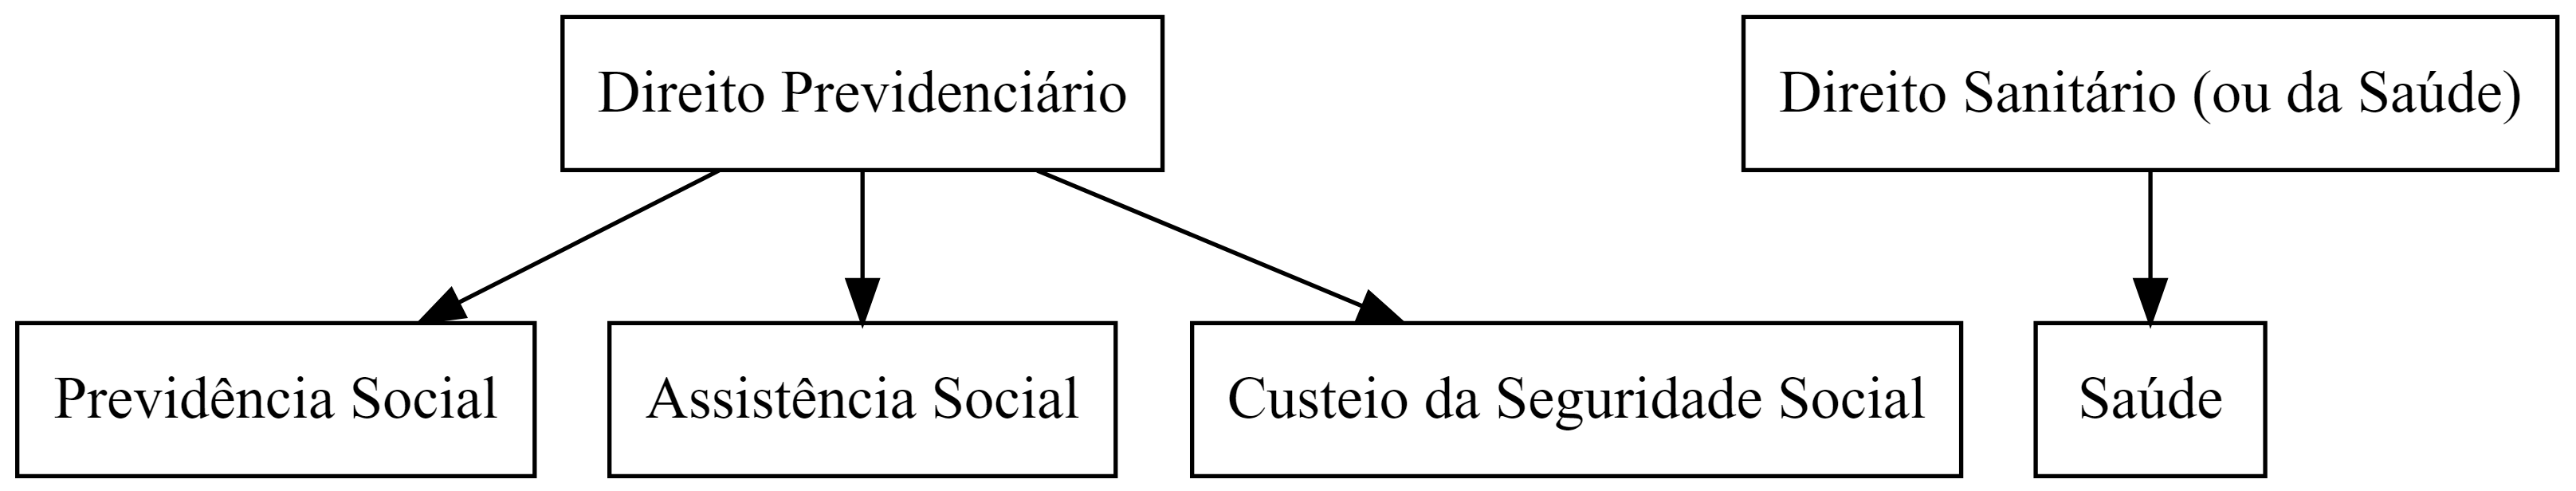 Direito Previdenciário
Direito Sanitário (ou da Saúde)
Previdência Social
Assistência Social
Custeio da Seguridade Social
Saúde